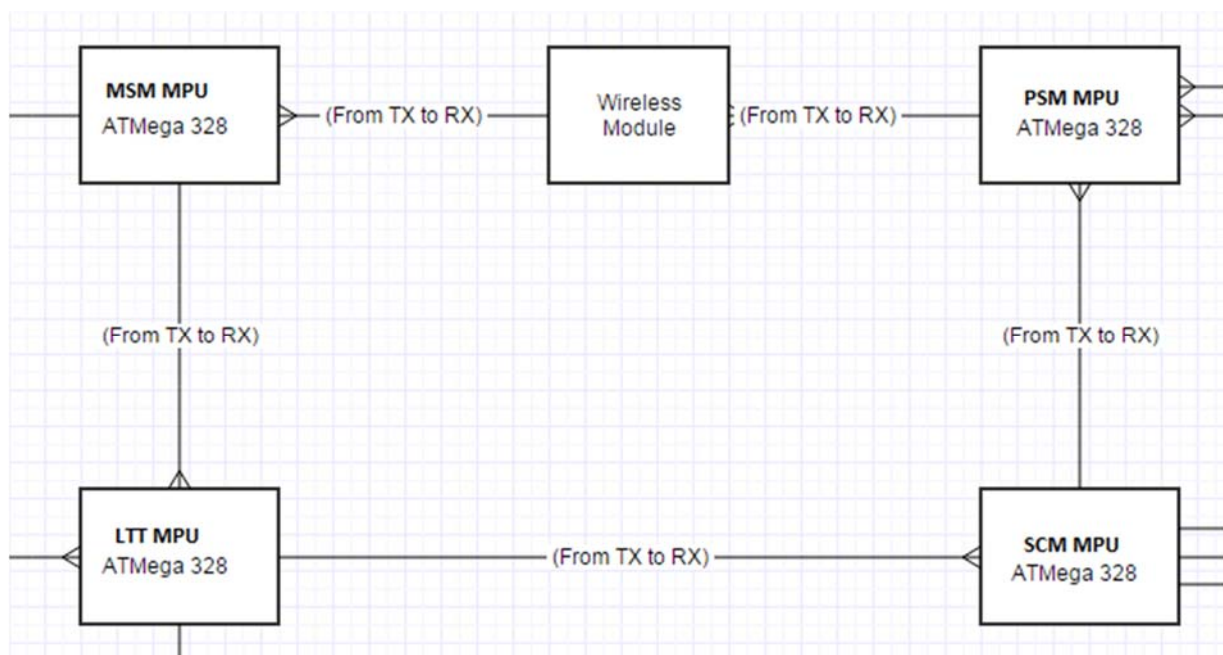 MSM MPU
ATMega 328
(From TX to RX)
Wireless
Module
(From TX to RX)
PSM MPU
ATMega 328
(From TX to RX)
(From TX to RX)
LTT MPU
ATMega 328
(From TX to RX)
SCM MPU
ATMega 328